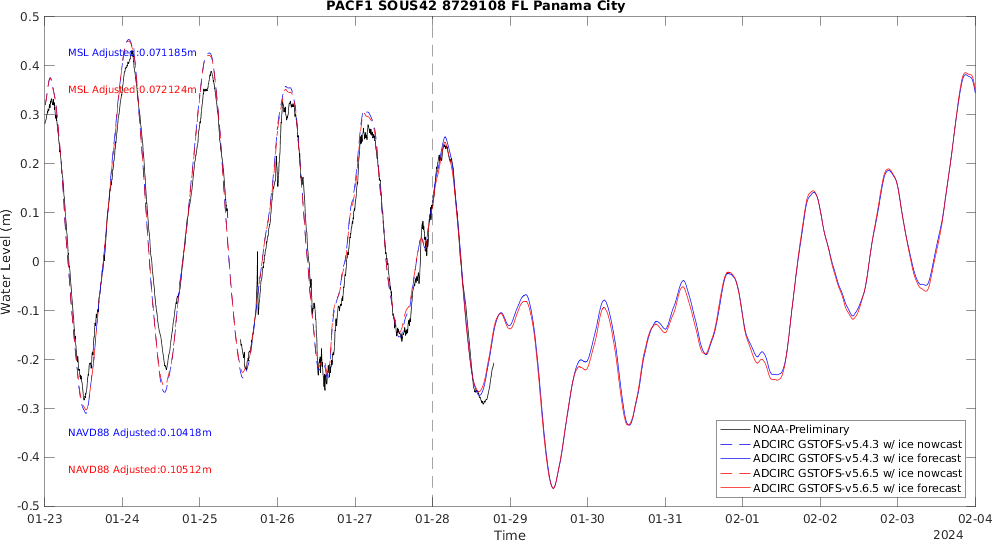 PACF1 SOUS42 8729108 FL Panama City
0.5
0.4
0.3
0.2
0.1
0
-0.1
-0.2
-0.3
-0.4
-0.5
Water Level (m)
MSL Adjusted:0.071185m
MSL Adjusted:0.072124m
NAVD88 Adjusted:0.10418m
NAVD88 Adjusted:0.10512m
NOAA-Preliminary
ADCIRC GSTOFS-v5.4.3 w/ ice nowcast
ADCIRC GSTOFS-v5.4.3 w/ ice forecast
ADCIRC GSTOFS-v5.6.5 w/ ice nowcast
ADCIRC GSTOFS-v5.6.5 w/ ice forecast
01-23 01-24 01-25 01-26 01-27 01-28 01-29 01-30 01-31 02-01 02-02 02-03 02-04
Time
2024